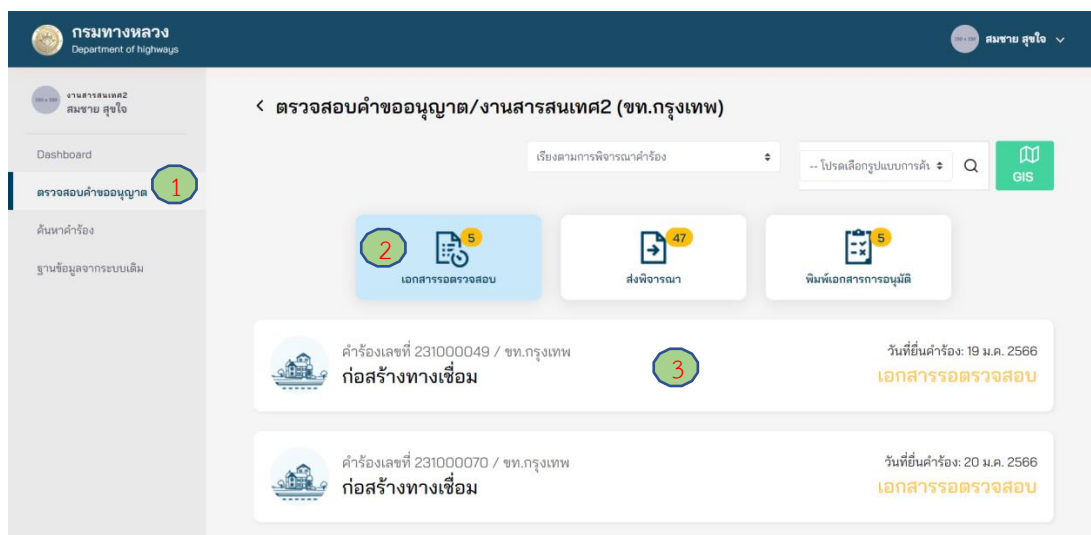 กรมทางหลวง
Department of highways
สมชาย สุขใจ
งานสารสนเทศ2
สมชาย สุขใจ
Dashboard
ตรวจสอบคำขออนุญาต
1
ค้นหาคำร้อง
ฐานข้อมูลจากระบบเดิม
< ตรวจสอบคำขออนุญาต/งานสารสนเทศ2 (ขท.กรุงเทพ)
เรียงตามการพิจารณาคำร้อง
-- โปรดเลือกรูปแบบการค้น
GIS
2
5
เอกสารรอตรวจสอบ
47
ส่งพิจารณา
5
พิมพ์เอกสารการอนุมัติ
คำร้องเลขที่ 231000049 / ขท.กรุงเทพ
ก่อสร้างทางเชื่อม
3
วันที่ยื่นคำร้อง: 19 ม.ค. 2566
เอกสารรอตรวจสอบ
คำร้องเลขที่ 231000070 / ขท.กรุงเทพ
ก่อสร้างทางเชื่อม
วันที่ยื่นคำร้อง: 20 ม.ค. 2566
เอกสารรอตรวจสอบ